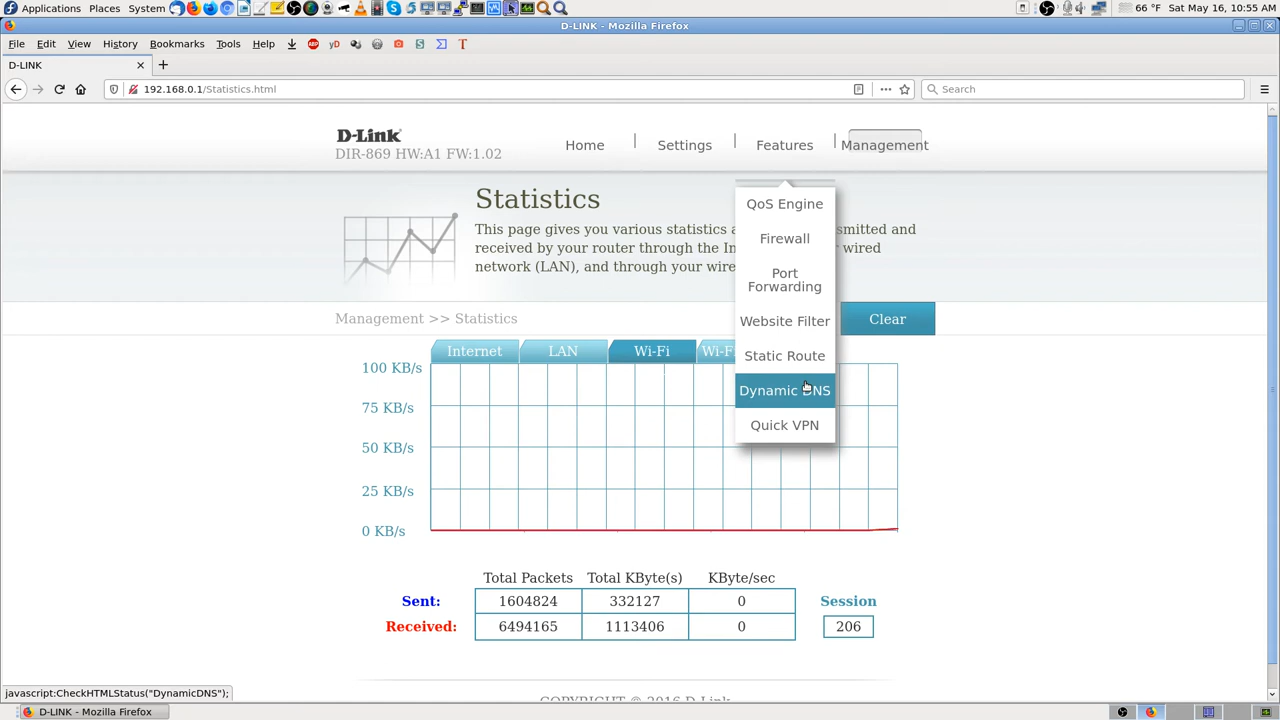 Applications Places System
66 °F Sat May 16, 10:55 AM
D-LINK - Mozilla Firefox
File Edit View History Bookmarks Tools Help
D-LINK
192.168.0.1/Statistics.html
Search
D-Link
DIR-869 HW:A1 FW:1.02
Home Settings Features Management
QoS Engine
Firewall
Port
Forwarding
Website Filter
Static Route
Dynamic DNS
Quick VPN
Statistics
This page gives you various statistics a smitted and
received by your router through the In wired
network (LAN), and through your wire
Management >> Statistics
Clear
Internet LAN Wi-Fi Wi-F
100 KB/s
75 KB/s
50 KB/s
25 KB/s
0 KB/s
Total Packets Total KByte(s) KByte/sec
Sent: 1604824 332127 0
Received: 6494165 1113406 0
Session
206
COPYRIGHT © 2016 D-Link
javascript:CheckHTMLStatus("DynamicDNS");
D-LINK - Mozilla Firefox